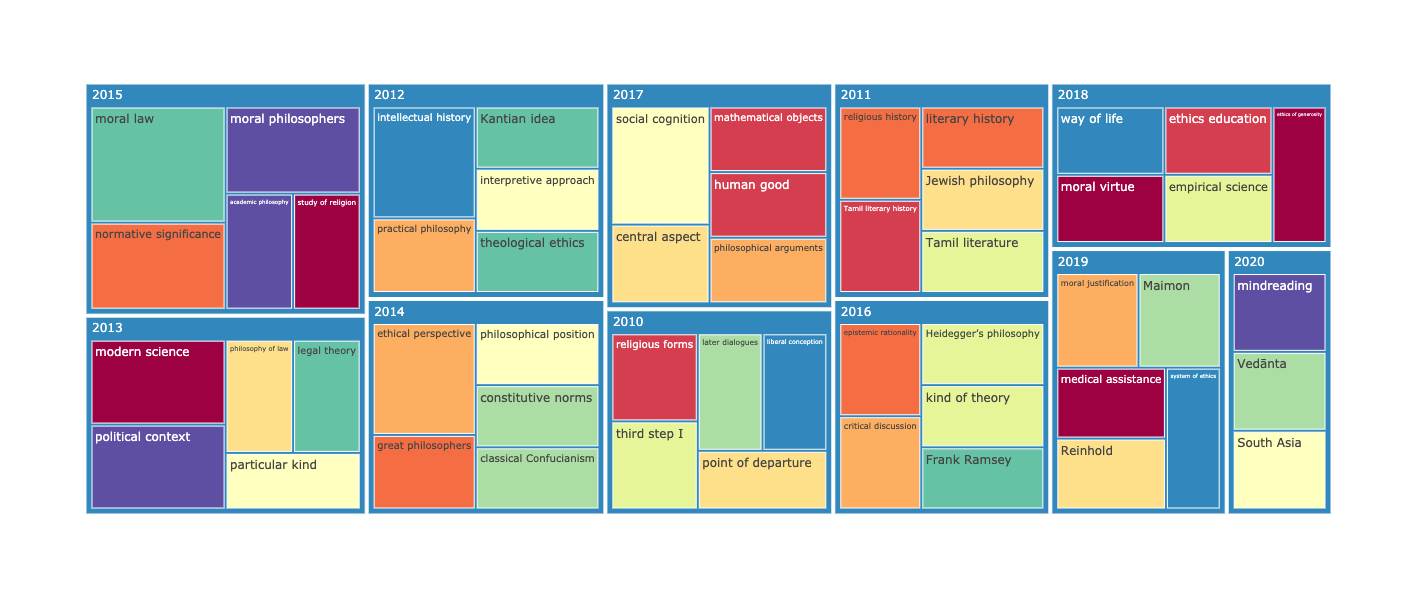 2015
moral law
moral philosophers
normative significance
academic philosophy
study of religion
2013
modern science
philosophy of law
legal theory
political context
particular kind
2012
intellectual history
Kantian idea
interpretive approach
practical philosophy
theological ethics
2014
ethical perspective
philosophical position
constitutive norms
great philosophers
classical Confucianism
2017
social cognition
mathematical objects
human good
central aspect
philosophical arguments
2010
religious forms
later dialogues
liberal conception
third step I
point of departure
2011
religious history
literary history
Jewish philosophy
Tamil literary history
Tamil literature
2016
epistemic rationality
Heidegger’s philosophy
kind of theory
critical discussion
Frank Ramsey
2018
way of life
ethics education
ethics of generosity
moral virtue
empirical science
2019
moral justification
Maimon
medical assistance
system of ethics
Reinhold
2020
mindreading
Vedānta
South Asia